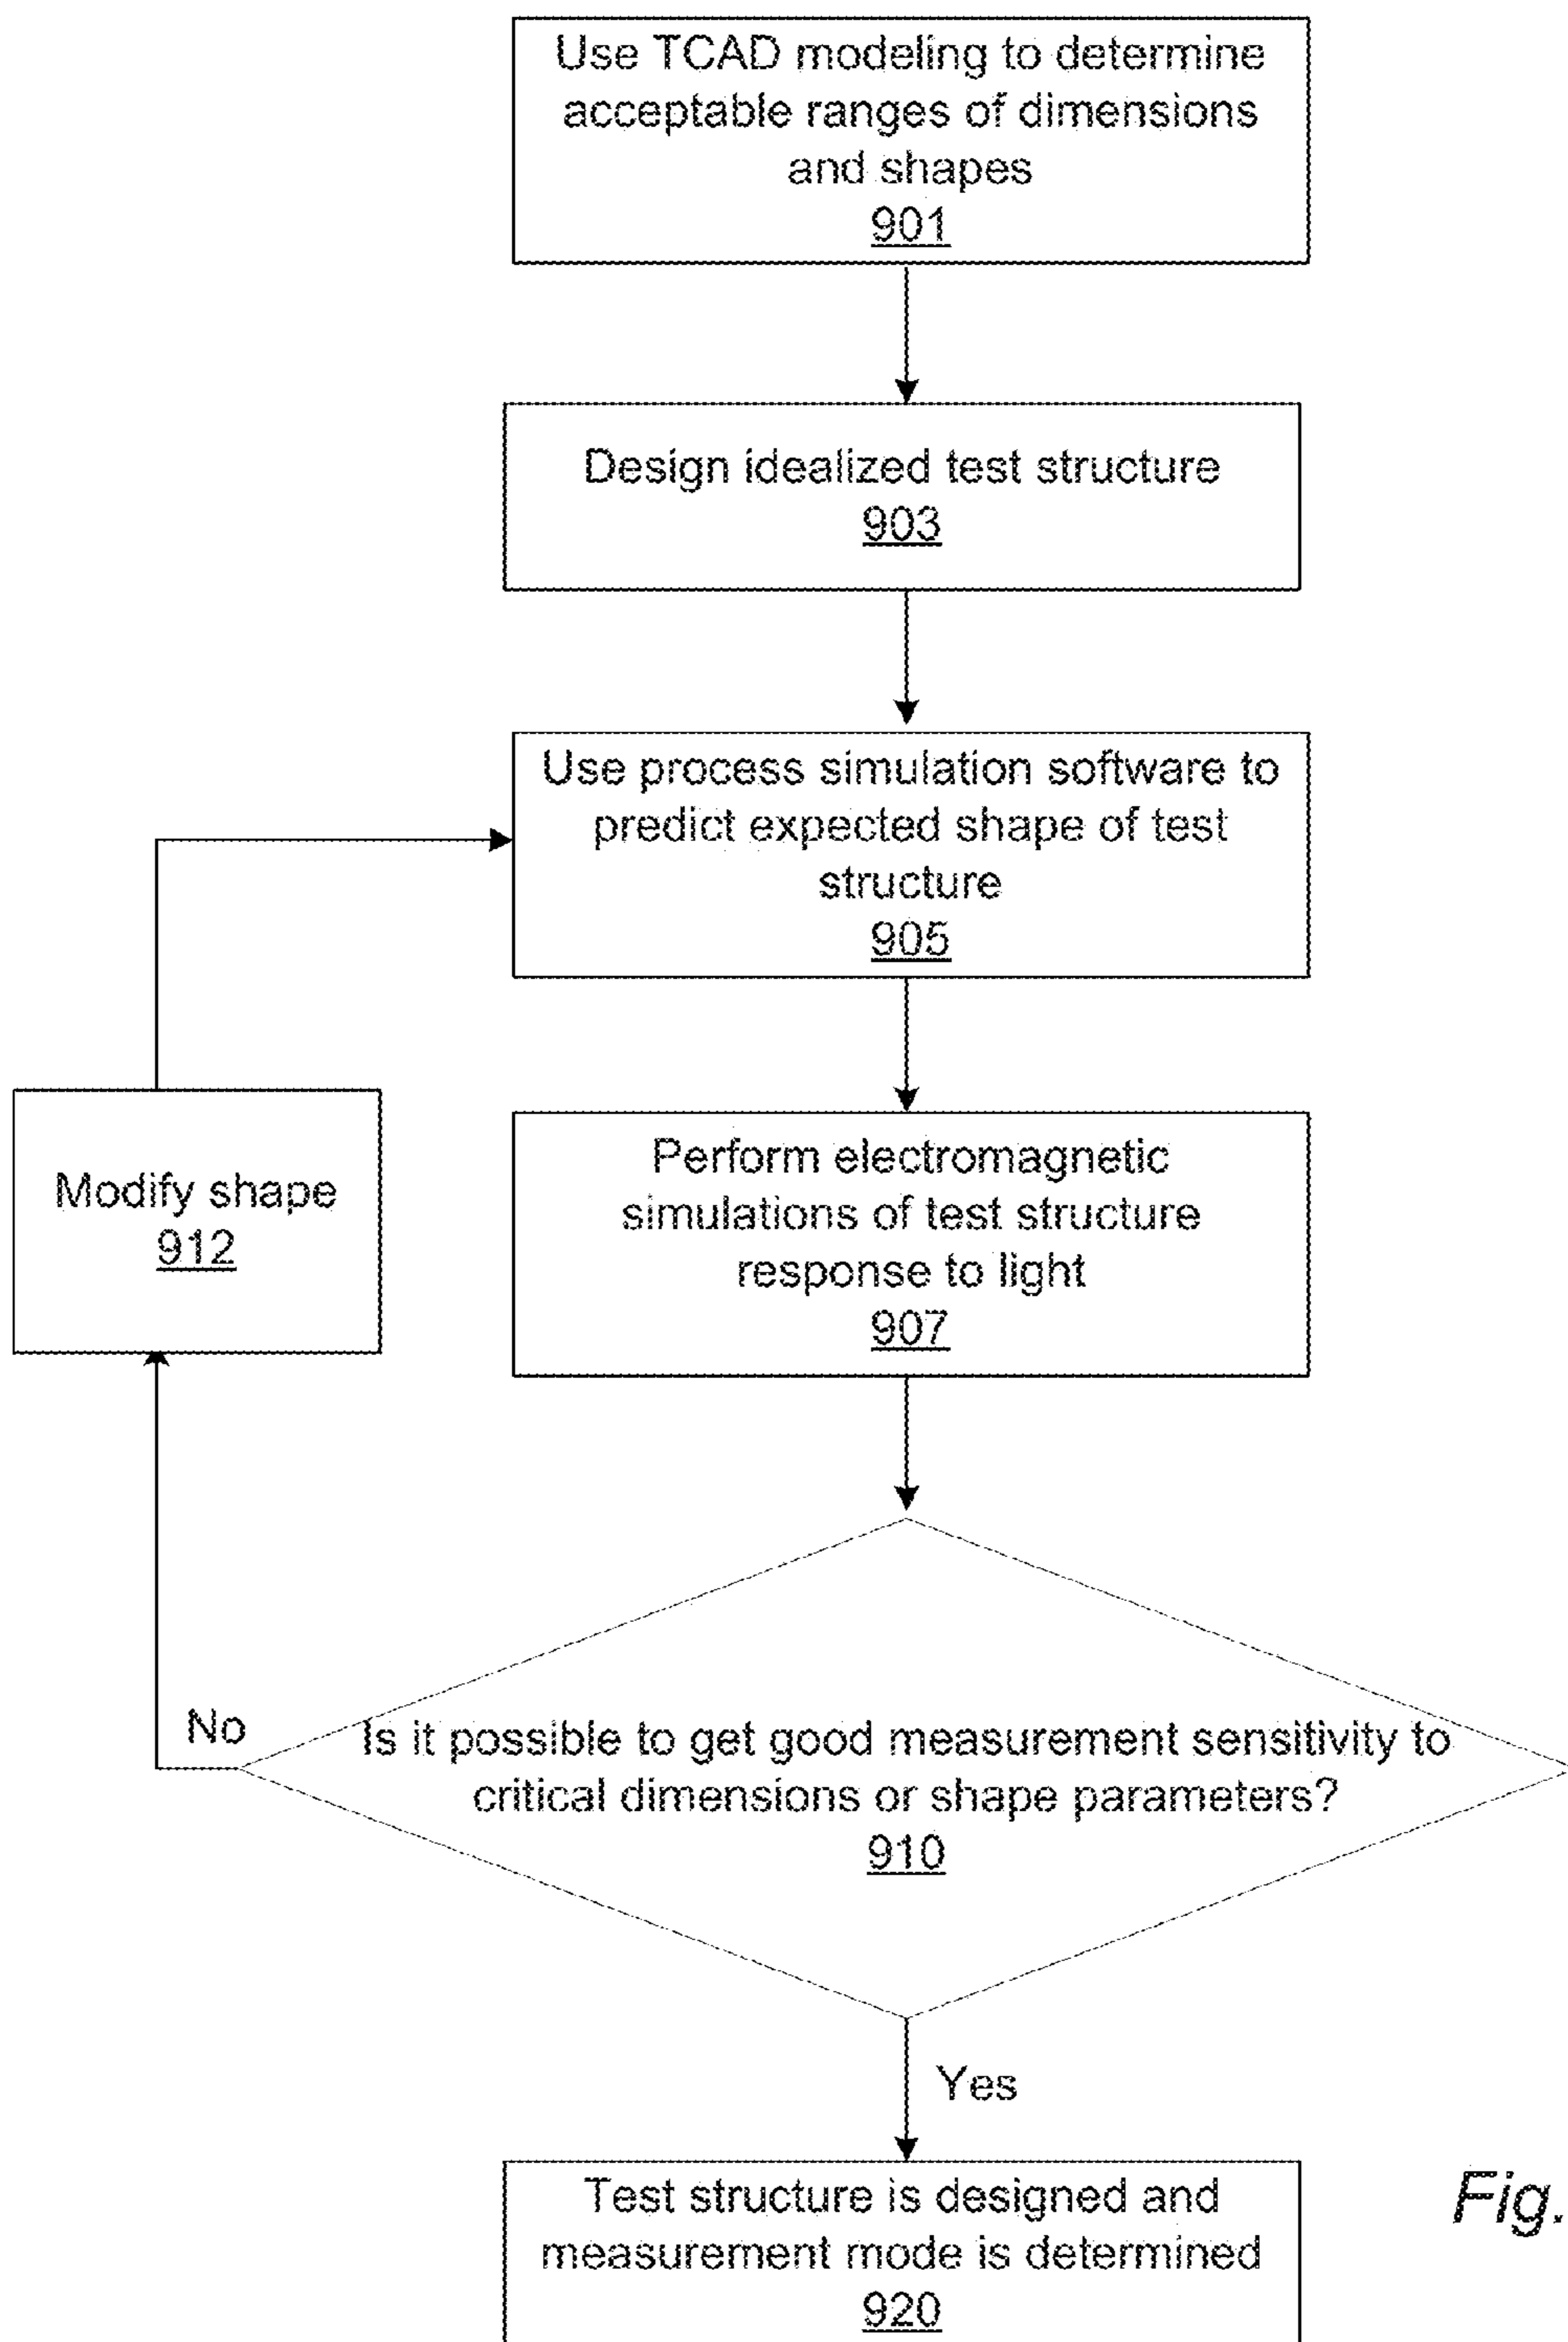 Use TCAD modeling to determine
acceptable ranges of dimensions
and shapes
901
Design idealized test structure
903
Use process simulation software to
predict expected shape of test
structure
905
Modify shape
912
Perform electromagnetic
simulations of test structure
response to light
907
No
Is it possible to get good measurement sensitivity to
critical dimensions or shape parameters?
910
Yes
Test structure is designed and
measurement mode is determined
920
Fig.